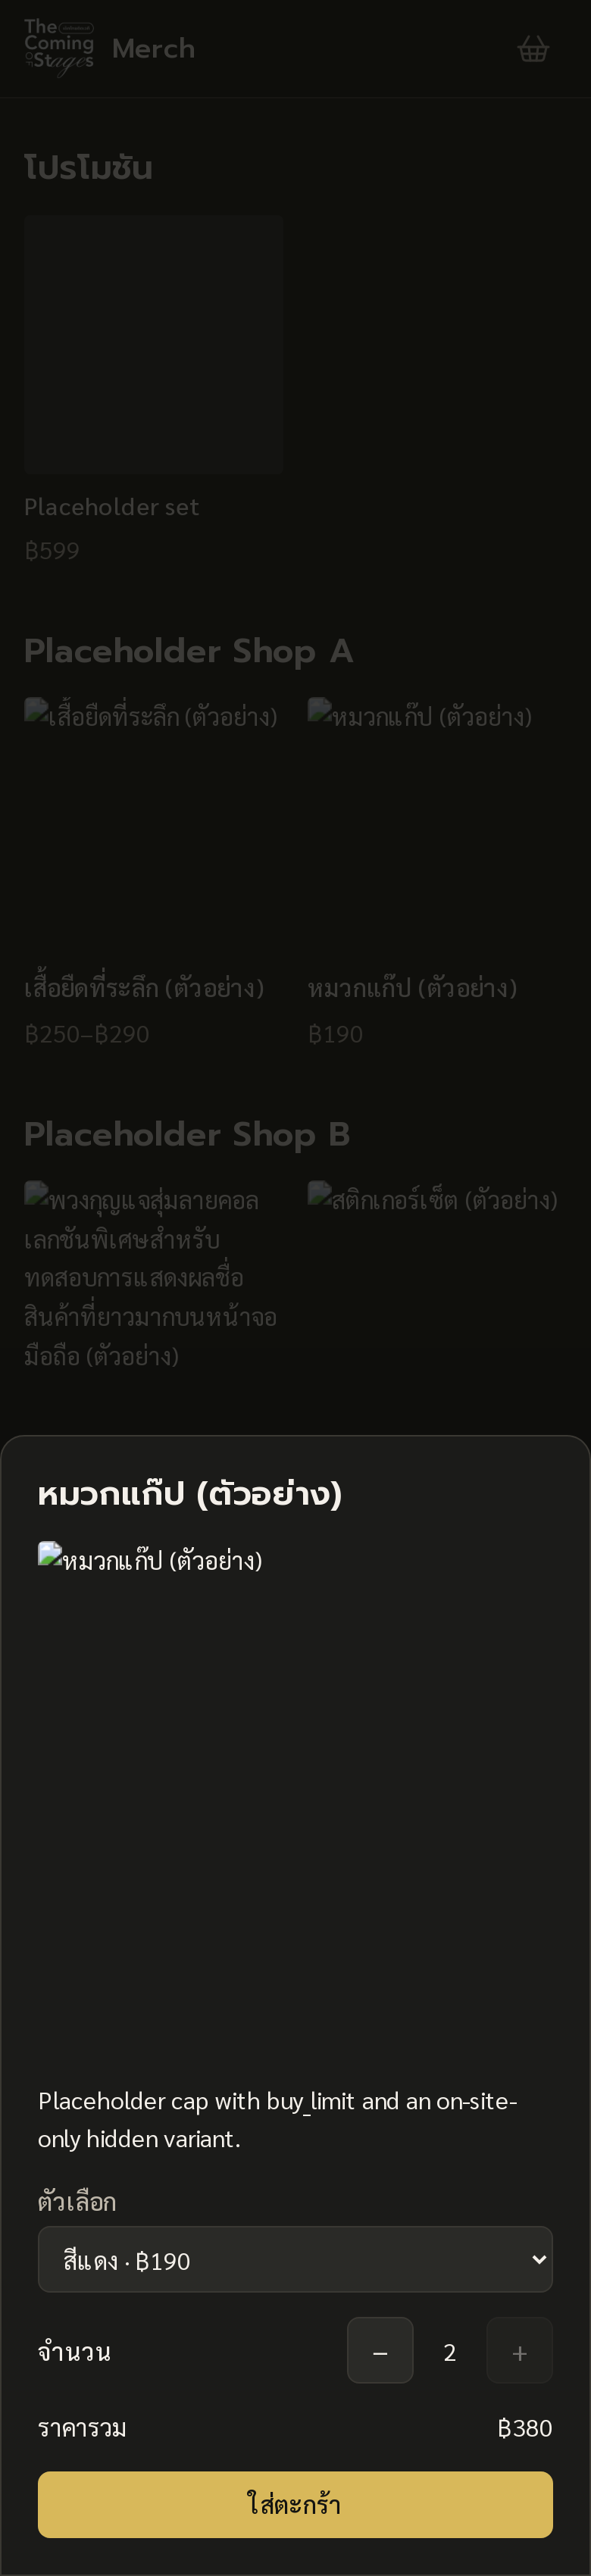 The
Coming
of Stages
Merch
โปรโมชัน
Placeholder set
฿599
Placeholder Shop A
เสื้อยืดที่ระลึก (ตัวอย่าง)
หมวกแก๊ป (ตัวอย่าง)
เสื้อยืดที่ระลึก (ตัวอย่าง)
หมวกแก๊ป (ตัวอย่าง)
฿250–฿290
฿190
Placeholder Shop B
พวงกุญแจสุ่มลายคอล
เลกชันพิเศษสำหรับ
ทดสอบการแสดงผลชื่อ
สินค้าที่ยาวมากบนหน้าจอ
มือถือ (ตัวอย่าง)
สติกเกอร์เซ็ต (ตัวอย่าง)
หมวกแก๊ป (ตัวอย่าง)
หมวกแก๊ป (ตัวอย่าง)
Placeholder cap with buy_limit and an on-site-
only hidden variant.
ตัวเลือก
สีแดง · ฿190
จำนวน
− 2 +
ราคารวม ฿380
ใส่ตะกร้า